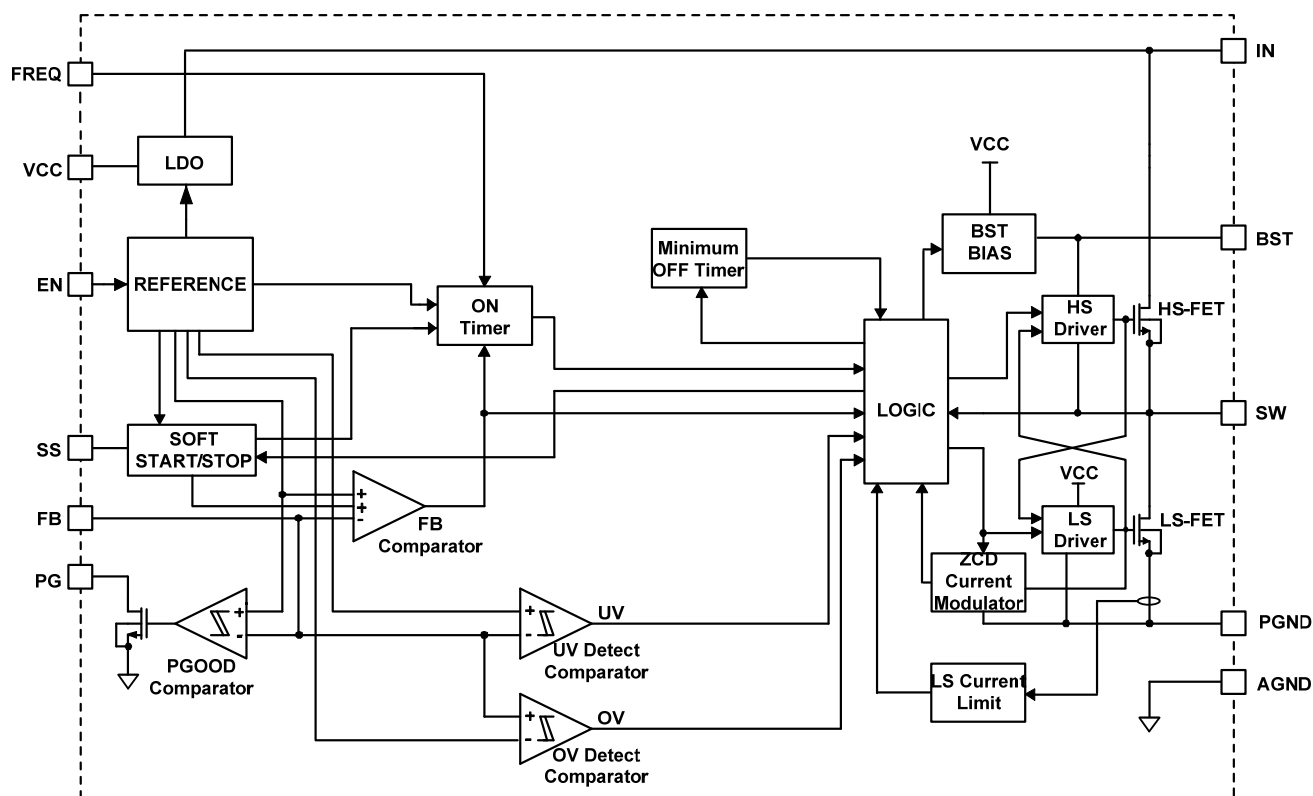 FREQ
IN
LDO
VCC
VCC
BST
BIAS
BST
Minimum
OFF Timer
REFERENCE
EN
ON
Timer
HS
Driver
HS-FET
LOGIC
SW
SOFT
START/STOP
SS
VCC
+
+
-
FB
Comparator
FB
LS
Driver
LS-FET
ZCD
Current
Modulator
PG
+
-
PGOOD
Comparator
+
-
UV
UV Detect
Comparator
PGND
LS Current
Limit
AGND
+
-
OV
OV Detect
Comparator